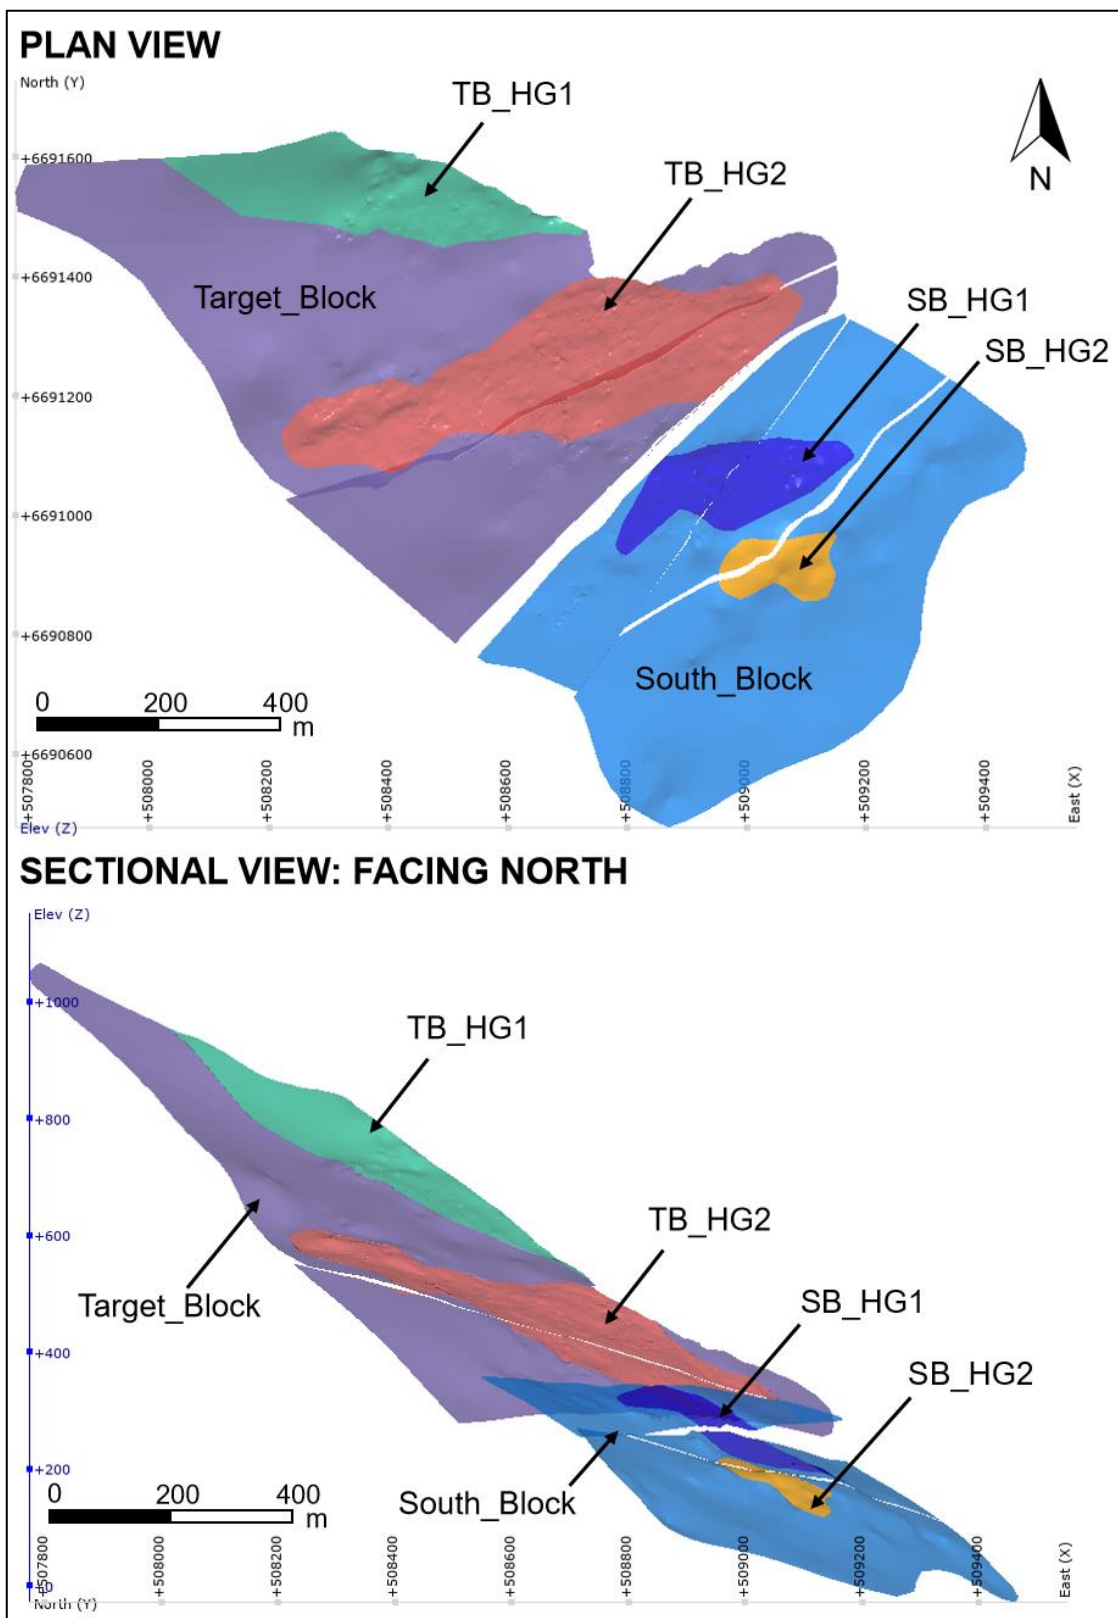 PLAN VIEW
North (Y)
TB_HG1
+6691600
TB_HG2
N
+6691400
Target_Block
SB_HG1
SB_HG2
+6691200
+6691000
+6690800
South_Block
0 200 400
m
+6690600
+507800
+508000
+508200
+508400
+508600
+508800
+509000
+509200
+509400
East (X)
Elev (Z)
SECTIONAL VIEW: FACING NORTH
Elev (Z)
+1000
TB_HG1
+800
+600
TB_HG2
Target_Block
SB_HG1
+400
SB_HG2
+200
South_Block
0 200 400
m
+507800
+508000
+508200
+508400
+508600
+508800
+509000
+509200
+509400
East (X)
+0
North (Y)